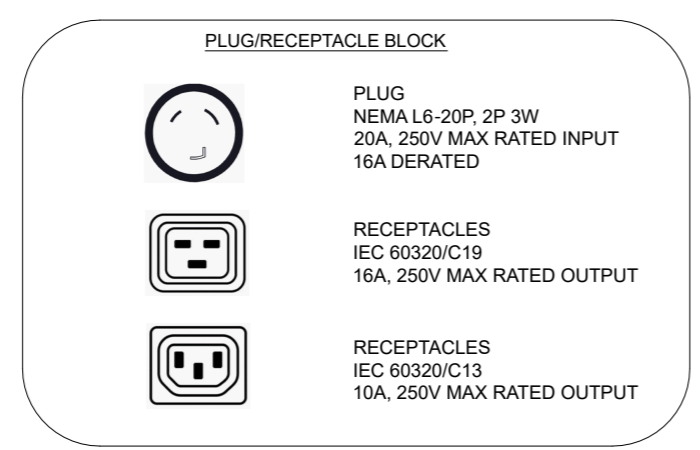 PLUG/RECEPTACLE BLOCK
PLUG
NEMA L6-20P, 2P 3W
20A, 250V MAX RATED INPUT
16A DERATED
RECEPTACLES
IEC 60320/C19
16A, 250V MAX RATED OUTPUT
RECEPTACLES
IEC 60320/C13
10A, 250V MAX RATED OUTPUT